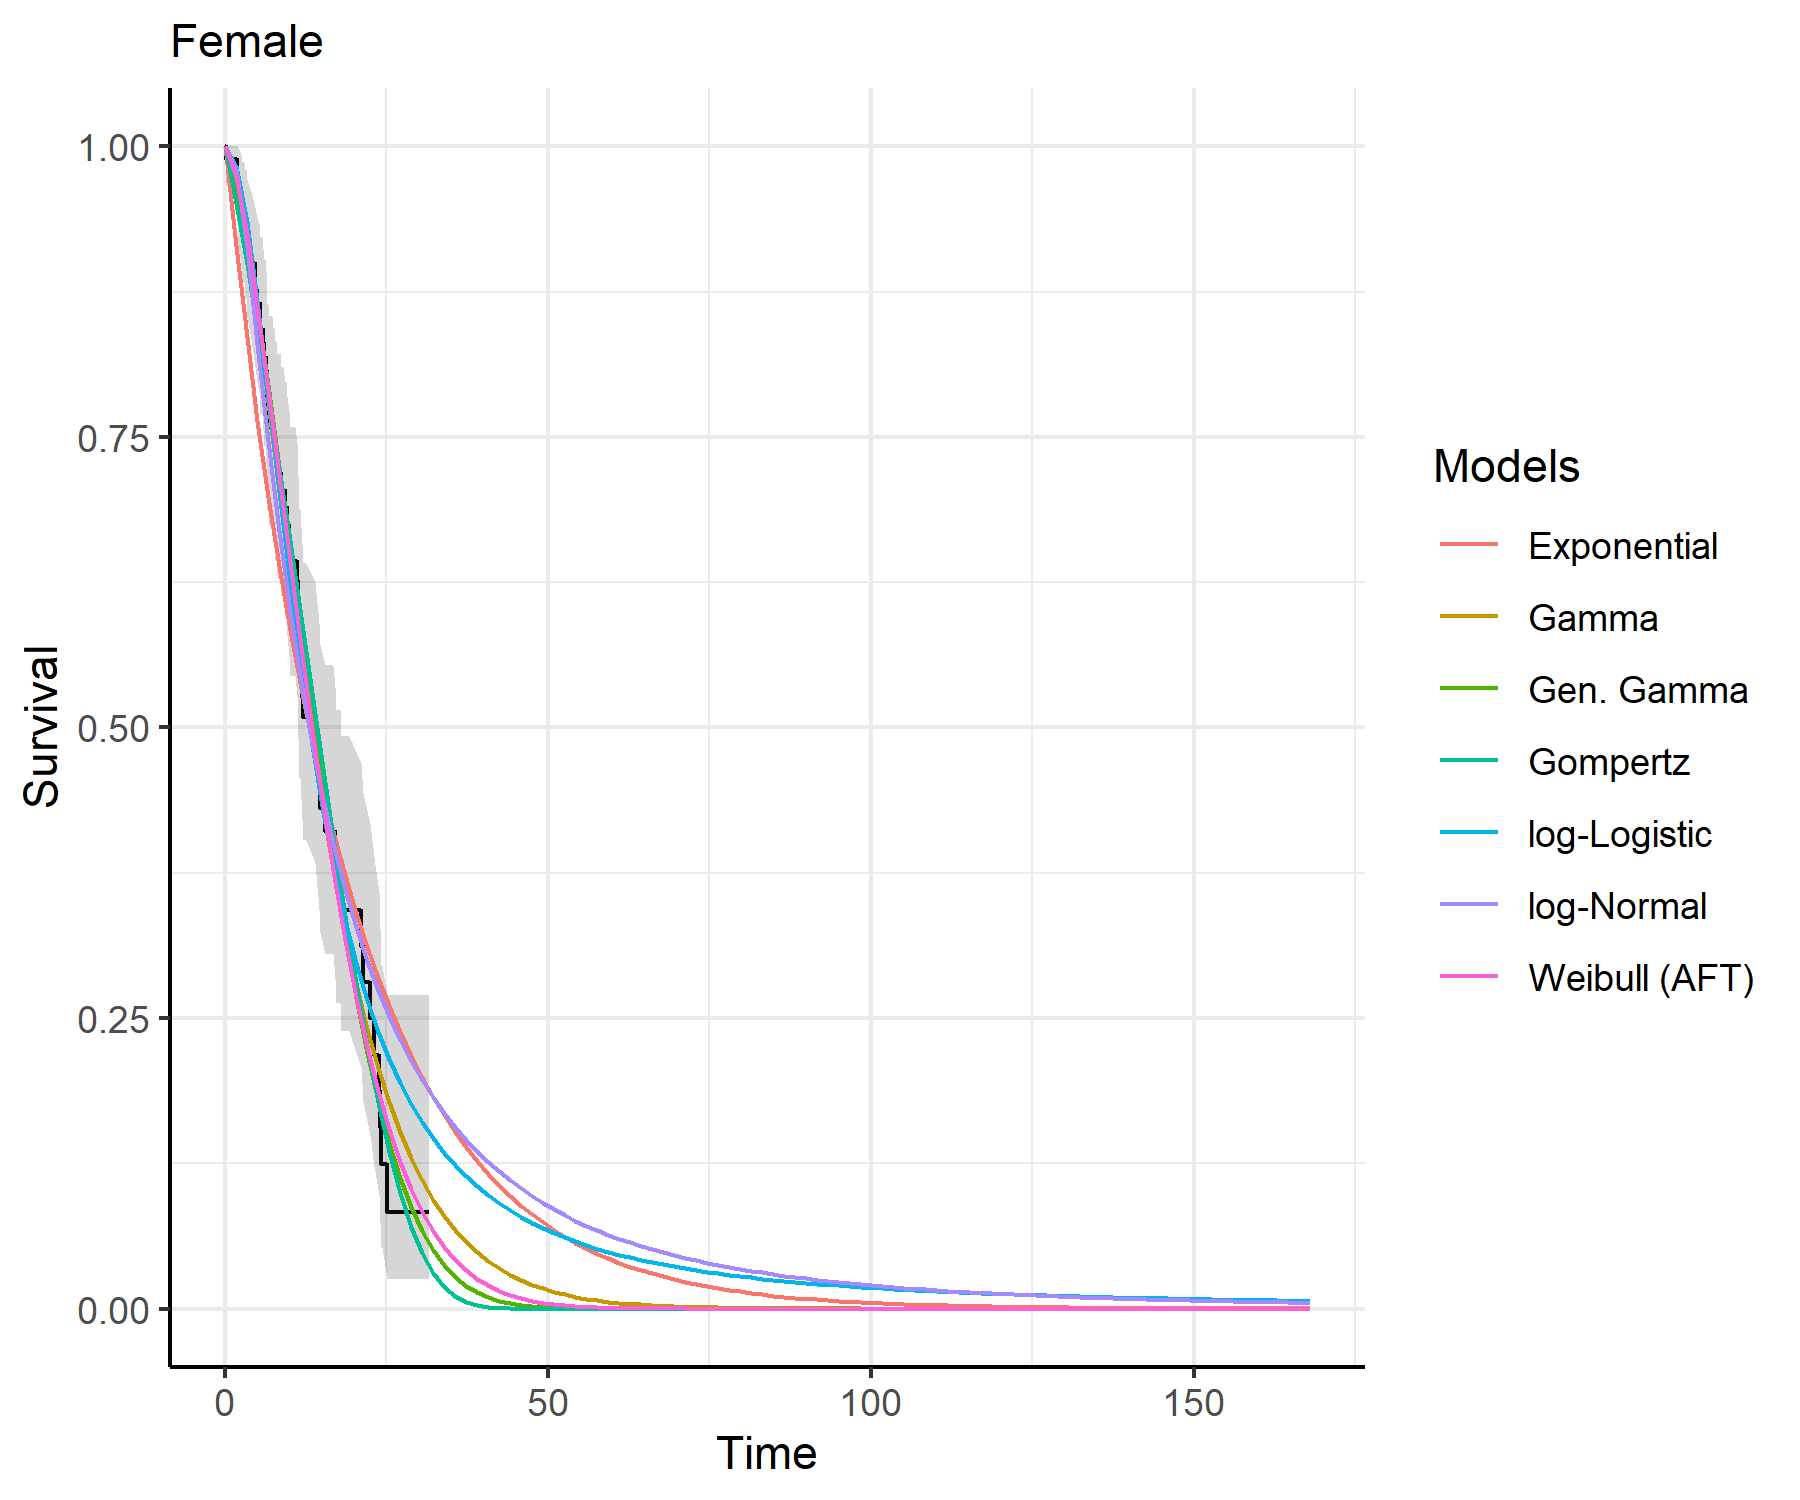 Female
1.00
0.75
0.50
0.25
0.00
Survival
0 50 100 150
Time
Models
Exponential
Gamma
Gen. Gamma
Gompertz
log-Logistic
log-Normal
Weibull (AFT)